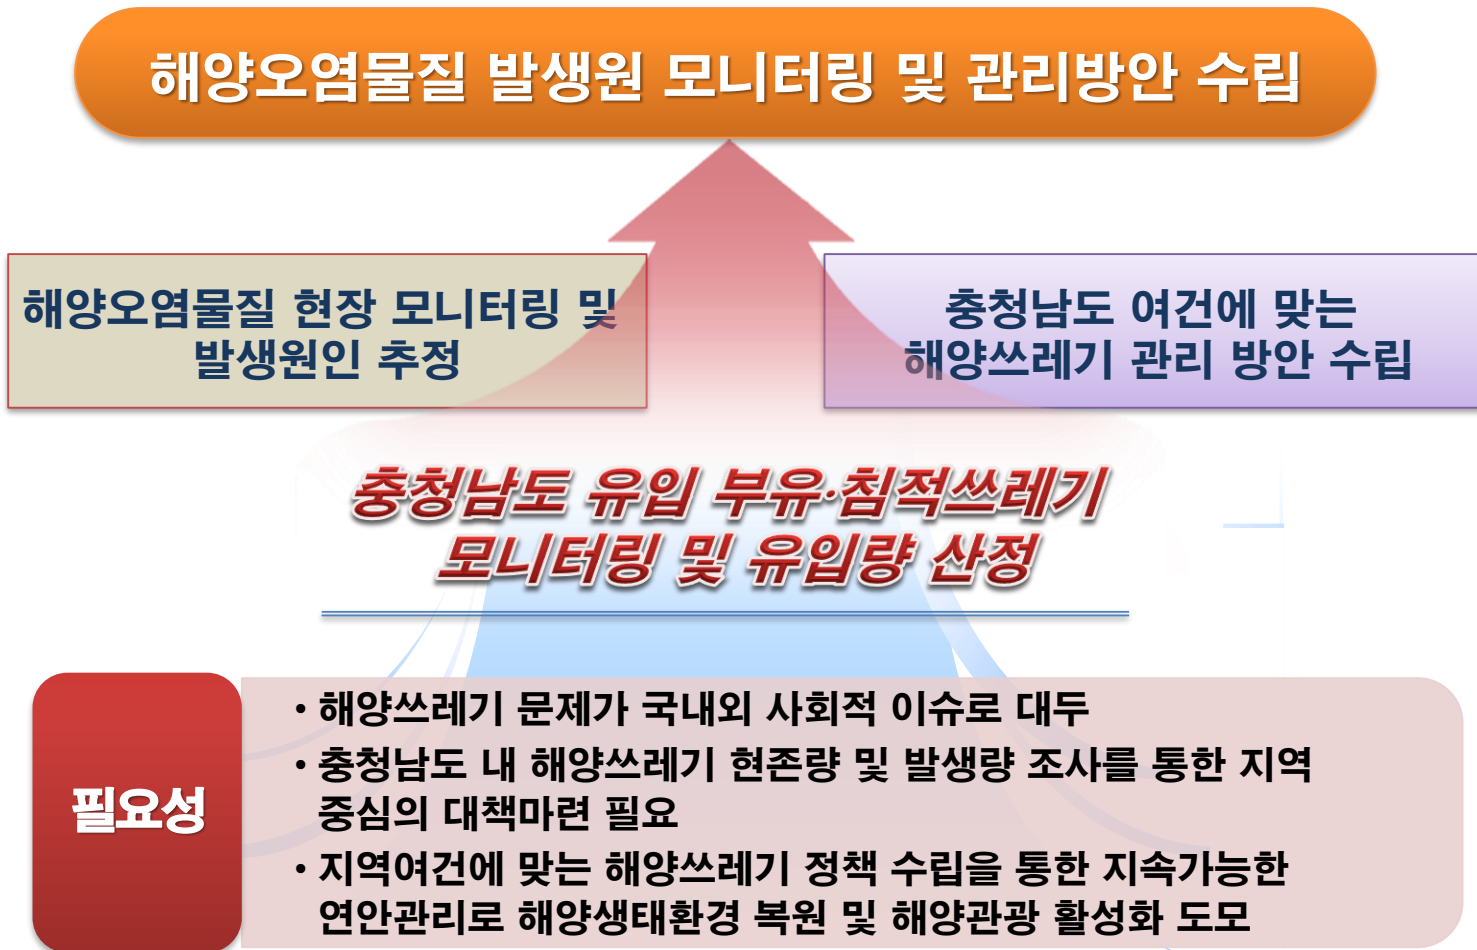 해양오염물질 발생원 모니터링 및 관리방안 수립
해양오염물질 현장 모니터링 및
발생원인 추정
충청남도 여건에 맞는
해양쓰레기 관리 방안 수립
충청남도 유입 부유·침적쓰레기
모니터링 및 유입량 산정
필요성
· 해양쓰레기 문제가 국내외 사회적 이슈로 대두
· 충청남도 내 해양쓰레기 현존량 및 발생량 조사를 통한 지역
중심의 대책마련 필요
· 지역여건에 맞는 해양쓰레기 정책 수립을 통한 지속가능한
연안관리로 해양생태환경 복원 및 해양관광 활성화 도모